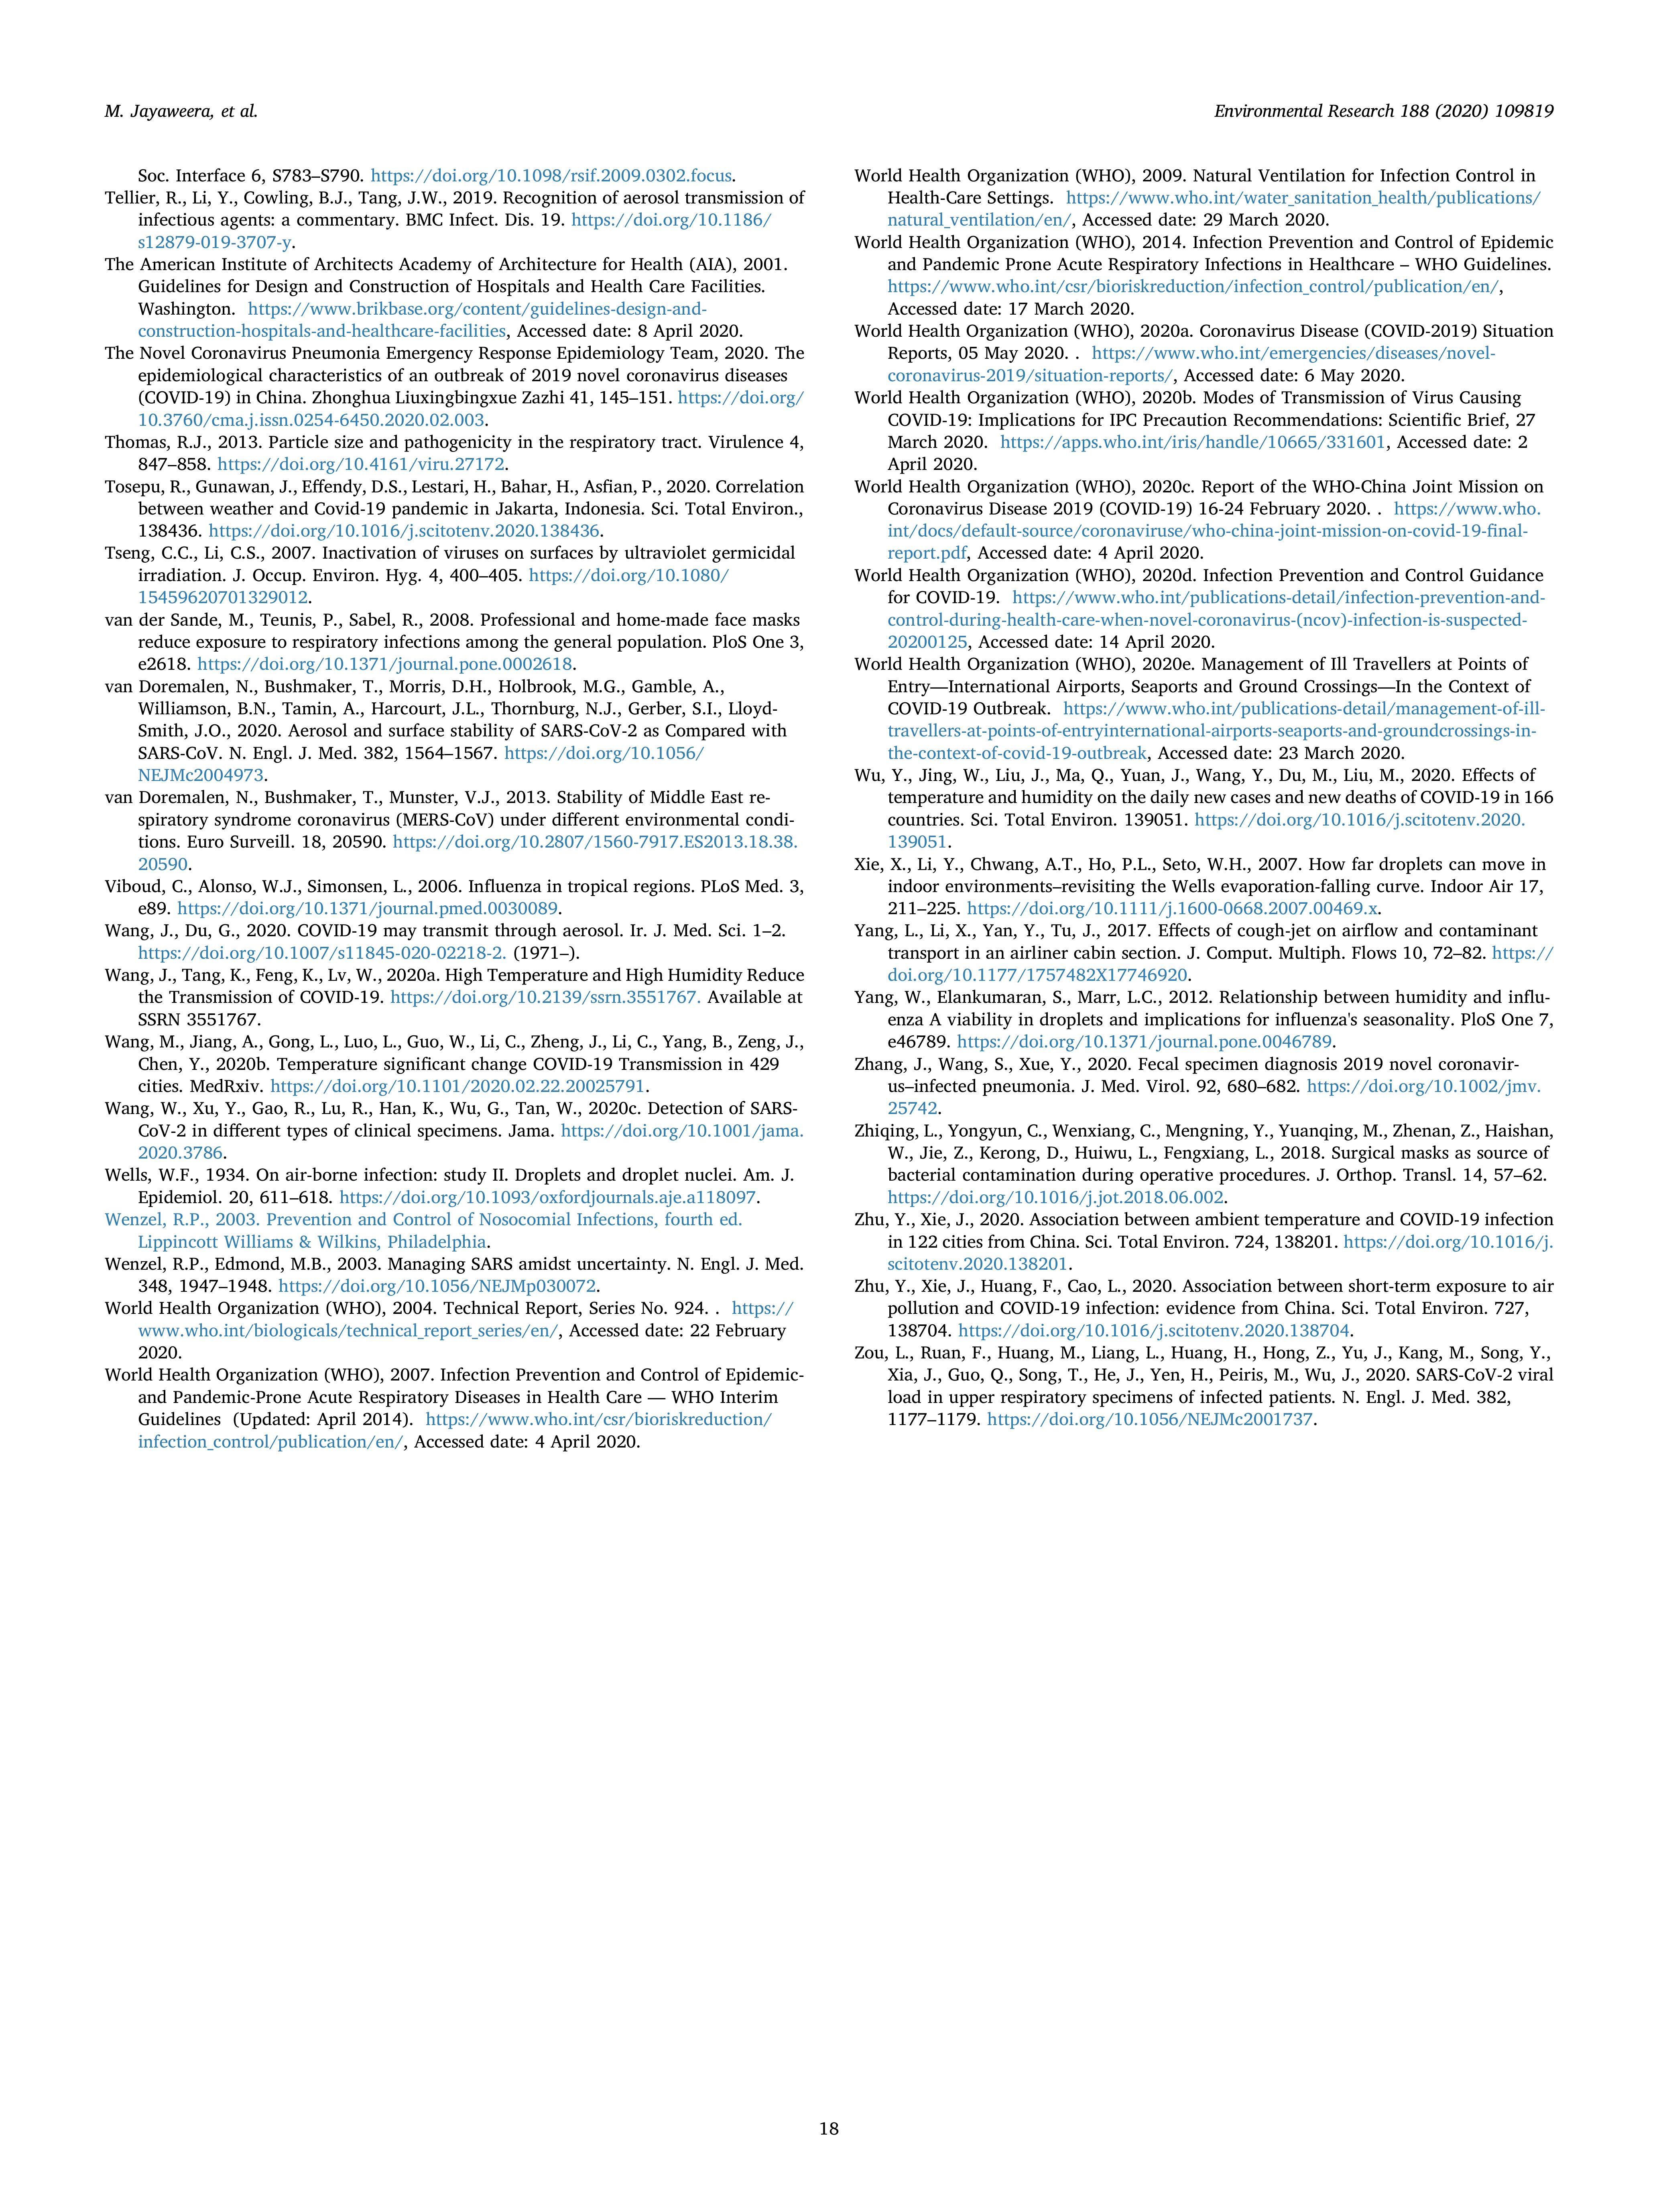 M. Jayaweera, et al.
Environmental Research 188 (2020) 109819
Soc. Interface 6, S783–S790. https://doi.org/10.1098/rsif.2009.0302.focus.
Tellier, R., Li, Y., Cowling, B.J., Tang, J.W., 2019. Recognition of aerosol transmission of
infectious agents: a commentary. BMC Infect. Dis. 19. https://doi.org/10.1186/
s12879-019-3707-y.
The American Institute of Architects Academy of Architecture for Health (AIA), 2001.
Guidelines for Design and Construction of Hospitals and Health Care Facilities.
Washington. https://www.brikbase.org/content/guidelines-design-and-
construction-hospitals-and-healthcare-facilities, Accessed date: 8 April 2020.
The Novel Coronavirus Pneumonia Emergency Response Epidemiology Team, 2020. The
epidemiological characteristics of an outbreak of 2019 novel coronavirus diseases
(COVID-19) in China. Zhonghua Liuxingbingxue Zazhi 41, 145–151. https://doi.org/
10.3760/cma.j.issn.0254-6450.2020.02.003.
Thomas, R.J., 2013. Particle size and pathogenicity in the respiratory tract. Virulence 4,
847–858. https://doi.org/10.4161/viru.27172.
Tosepu, R., Gunawan, J., Effendy, D.S., Lestari, H., Bahar, H., Asfian, P., 2020. Correlation
between weather and Covid-19 pandemic in Jakarta, Indonesia. Sci. Total Environ.,
138436. https://doi.org/10.1016/j.scitotenv.2020.138436.
Tseng, C.C., Li, C.S., 2007. Inactivation of viruses on surfaces by ultraviolet germicidal
irradiation. J. Occup. Environ. Hyg. 4, 400–405. https://doi.org/10.1080/
15459620701329012.
van der Sande, M., Teunis, P., Sabel, R., 2008. Professional and home-made face masks
reduce exposure to respiratory infections among the general population. PloS One 3,
e2618. https://doi.org/10.1371/journal.pone.0002618.
van Doremalen, N., Bushmaker, T., Morris, D.H., Holbrook, M.G., Gamble, A.,
Williamson, B.N., Tamin, A., Harcourt, J.L., Thornburg, N.J., Gerber, S.I., Lloyd-
Smith, J.O., 2020. Aerosol and surface stability of SARS-CoV-2 as Compared with
SARS-CoV. N. Engl. J. Med. 382, 1564–1567. https://doi.org/10.1056/
NEJMc2004973.
van Doremalen, N., Bushmaker, T., Munster, V.J., 2013. Stability of Middle East re-
spiratory syndrome coronavirus (MERS-CoV) under different environmental condi-
tions. Euro Surveill. 18, 20590. https://doi.org/10.2807/1560-7917.ES2013.18.38.
20590.
Viboud, C., Alonso, W.J., Simonsen, L., 2006. Influenza in tropical regions. PLoS Med. 3,
e89. https://doi.org/10.1371/journal.pmed.0030089.
Wang, J., Du, G., 2020. COVID-19 may transmit through aerosol. Ir. J. Med. Sci. 1–2.
https://doi.org/10.1007/s11845-020-02218-2. (1971–).
Wang, J., Tang, K., Feng, K., Lv, W., 2020a. High Temperature and High Humidity Reduce
the Transmission of COVID-19. https://doi.org/10.2139/ssrn.3551767. Available at
SSRN 3551767.
Wang, M., Jiang, A., Gong, L., Luo, L., Guo, W., Li, C., Zheng, J., Li, C., Yang, B., Zeng, J.,
Chen, Y., 2020b. Temperature significant change COVID-19 Transmission in 429
cities. MedRxiv. https://doi.org/10.1101/2020.02.22.20025791.
Wang, W., Xu, Y., Gao, R., Lu, R., Han, K., Wu, G., Tan, W., 2020c. Detection of SARS-
CoV-2 in different types of clinical specimens. Jama. https://doi.org/10.1001/jama.
2020.3786.
Wells, W.F., 1934. On air-borne infection: study II. Droplets and droplet nuclei. Am. J.
Epidemiol. 20, 611–618. https://doi.org/10.1093/oxfordjournals.aje.a118097.
Wenzel, R.P., 2003. Prevention and Control of Nosocomial Infections, fourth ed.
Lippincott Williams & Wilkins, Philadelphia.
Wenzel, R.P., Edmond, M.B., 2003. Managing SARS amidst uncertainty. N. Engl. J. Med.
348, 1947–1948. https://doi.org/10.1056/NEJMp030072.
World Health Organization (WHO), 2004. Technical Report, Series No. 924. . https://
www.who.int/biologicals/technical_report_series/en/, Accessed date: 22 February
2020.
World Health Organization (WHO), 2007. Infection Prevention and Control of Epidemic-
and Pandemic-Prone Acute Respiratory Diseases in Health Care — WHO Interim
Guidelines (Updated: April 2014). https://www.who.int/csr/bioriskreduction/
infection_control/publication/en/, Accessed date: 4 April 2020.
World Health Organization (WHO), 2009. Natural Ventilation for Infection Control in
Health-Care Settings. https://www.who.int/water_sanitation_health/publications/
natural_ventilation/en/, Accessed date: 29 March 2020.
World Health Organization (WHO), 2014. Infection Prevention and Control of Epidemic
and Pandemic Prone Acute Respiratory Infections in Healthcare – WHO Guidelines.
https://www.who.int/csr/bioriskreduction/infection_control/publication/en/,
Accessed date: 17 March 2020.
World Health Organization (WHO), 2020a. Coronavirus Disease (COVID-2019) Situation
Reports, 05 May 2020. . https://www.who.int/emergencies/diseases/novel-
coronavirus-2019/situation-reports/, Accessed date: 6 May 2020.
World Health Organization (WHO), 2020b. Modes of Transmission of Virus Causing
COVID-19: Implications for IPC Precaution Recommendations: Scientific Brief, 27
March 2020. https://apps.who.int/iris/handle/10665/331601, Accessed date: 2
April 2020.
World Health Organization (WHO), 2020c. Report of the WHO-China Joint Mission on
Coronavirus Disease 2019 (COVID-19) 16-24 February 2020. . https://www.who.
int/docs/default-source/coronaviruse/who-china-joint-mission-on-covid-19-final-
report.pdf, Accessed date: 4 April 2020.
World Health Organization (WHO), 2020d. Infection Prevention and Control Guidance
for COVID-19. https://www.who.int/publications-detail/infection-prevention-and-
control-during-health-care-when-novel-coronavirus-(ncov)-infection-is-suspected-
20200125, Accessed date: 14 April 2020.
World Health Organization (WHO), 2020e. Management of Ill Travellers at Points of
Entry—International Airports, Seaports and Ground Crossings—In the Context of
COVID-19 Outbreak. https://www.who.int/publications-detail/management-of-ill-
travellers-at-points-of-entryinternational-airports-seaports-and-groundcrossings-in-
the-context-of-covid-19-outbreak, Accessed date: 23 March 2020.
Wu, Y., Jing, W., Liu, J., Ma, Q., Yuan, J., Wang, Y., Du, M., Liu, M., 2020. Effects of
temperature and humidity on the daily new cases and new deaths of COVID-19 in 166
countries. Sci. Total Environ. 139051. https://doi.org/10.1016/j.scitotenv.2020.
139051.
Xie, X., Li, Y., Chwang, A.T., Ho, P.L., Seto, W.H., 2007. How far droplets can move in
indoor environments–revisiting the Wells evaporation-falling curve. Indoor Air 17,
211–225. https://doi.org/10.1111/j.1600-0668.2007.00469.x.
Yang, L., Li, X., Yan, Y., Tu, J., 2017. Effects of cough-jet on airflow and contaminant
transport in an airliner cabin section. J. Comput. Multiph. Flows 10, 72–82. https://
doi.org/10.1177/1757482X17746920.
Yang, W., Elankumaran, S., Marr, L.C., 2012. Relationship between humidity and influ-
enza A viability in droplets and implications for influenza's seasonality. PloS One 7,
e46789. https://doi.org/10.1371/journal.pone.0046789.
Zhang, J., Wang, S., Xue, Y., 2020. Fecal specimen diagnosis 2019 novel coronavir-
us–infected pneumonia. J. Med. Virol. 92, 680–682. https://doi.org/10.1002/jmv.
25742.
Zhiqing, L., Yongyun, C., Wenxiang, C., Mengning, Y., Yuanqing, M., Zhenan, Z., Haishan,
W., Jie, Z., Kerong, D., Huiwu, L., Fengxiang, L., 2018. Surgical masks as source of
bacterial contamination during operative procedures. J. Orthop. Transl. 14, 57–62.
https://doi.org/10.1016/j.jot.2018.06.002.
Zhu, Y., Xie, J., 2020. Association between ambient temperature and COVID-19 infection
in 122 cities from China. Sci. Total Environ. 724, 138201. https://doi.org/10.1016/j.
scitotenv.2020.138201.
Zhu, Y., Xie, J., Huang, F., Cao, L., 2020. Association between short-term exposure to air
pollution and COVID-19 infection: evidence from China. Sci. Total Environ. 727,
138704. https://doi.org/10.1016/j.scitotenv.2020.138704.
Zou, L., Ruan, F., Huang, M., Liang, L., Huang, H., Hong, Z., Yu, J., Kang, M., Song, Y.,
Xia, J., Guo, Q., Song, T., He, J., Yen, H., Peiris, M., Wu, J., 2020. SARS-CoV-2 viral
load in upper respiratory specimens of infected patients. N. Engl. J. Med. 382,
1177–1179. https://doi.org/10.1056/NEJMc2001737.
18